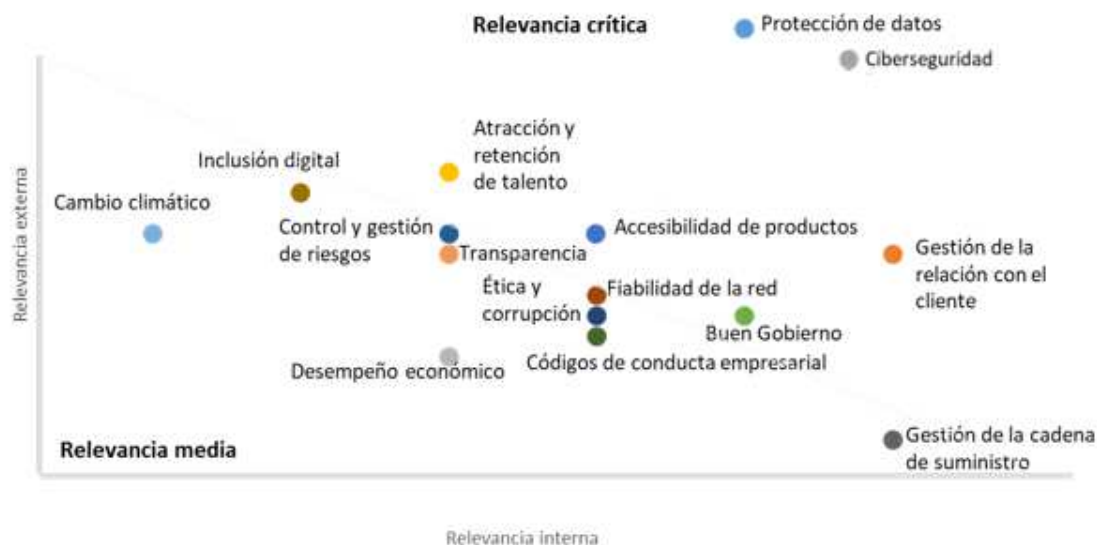 Relevancia crítica
Protección de datos
Ciberseguridad
Atracción y
retención
de talento
Inclusión digital
Cambio climático
Control y gestión
de riesgos
Accesibilidad de productos
Transparencia
Gestión de la
relación con el
cliente
Ética y
corrupción
Fiabilidad de la red
Buen Gobierno
Códigos de conducta empresarial
Desempeño económico
Relevancia media
Gestión de la cadena
de suministro
Relevancia externa
Relevancia interna